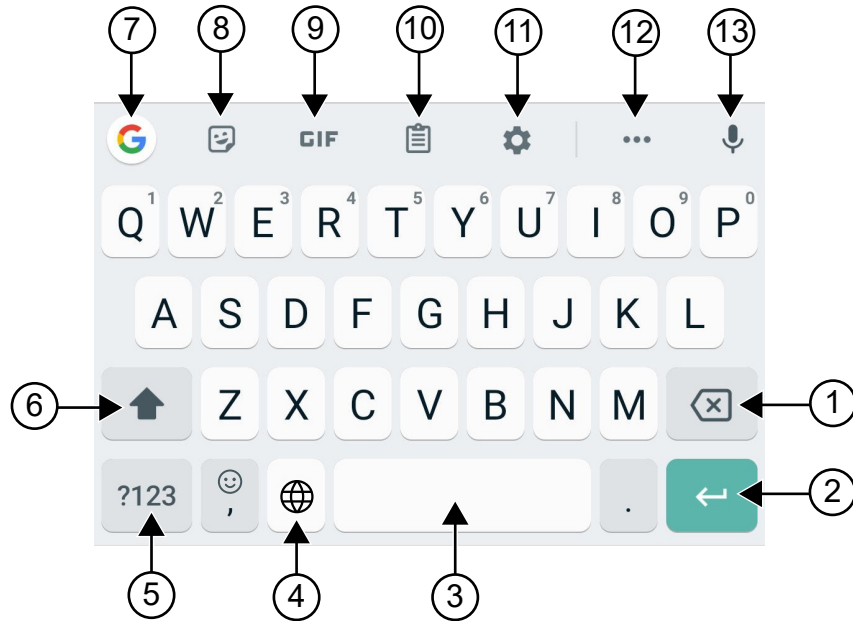 7 8 9 10 11 12 13
G GIF
Q1 W2 E3 R4 T5 Y6 U7 I8 O9 P0
A S D F G H J K L
6 Z X C V B N M 1
?123 , . 2
5 4 3